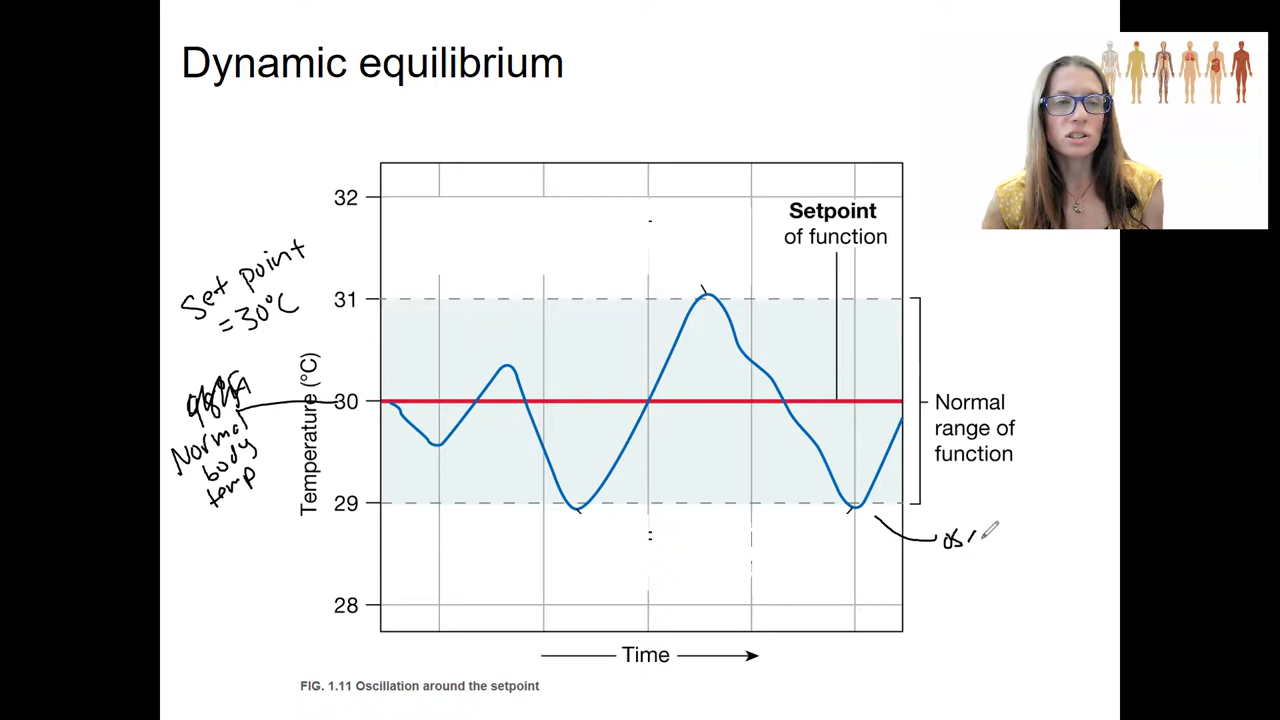 Dynamic equilibrium
32
Setpoint
of function
Set point
= 30°C
31
Temperature (°C)
30
Normal
body
temp
Normal
range of
function
29
28
Time
FIG. 1.11 Oscillation around the setpoint